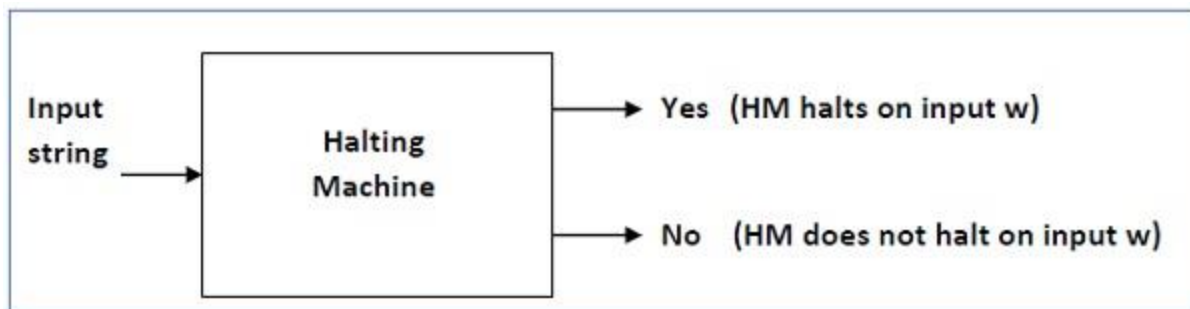 Input
string
Halting
Machine
Yes (HM halts on input w)
No (HM does not halt on input w)